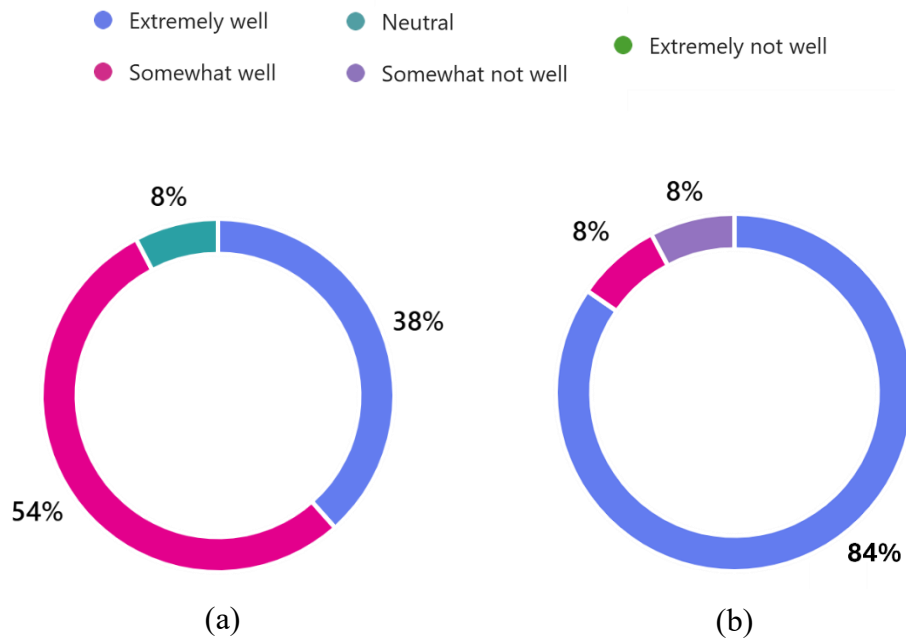 Extremely well
Neutral
Extremely not well
Somewhat well
Somewhat not well
8%
38%
54%
8%
8%
84%
(a)
(b)